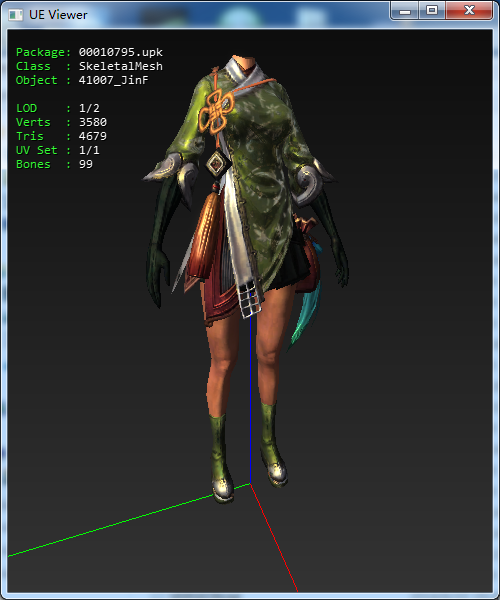 UE Viewer
Package: 00010795.upk
Class : SkeletalMesh
Object : 41007_JinF
LOD : 1/2
Verts : 3580
Tris : 4679
UV Set : 1/1
Bones : 99